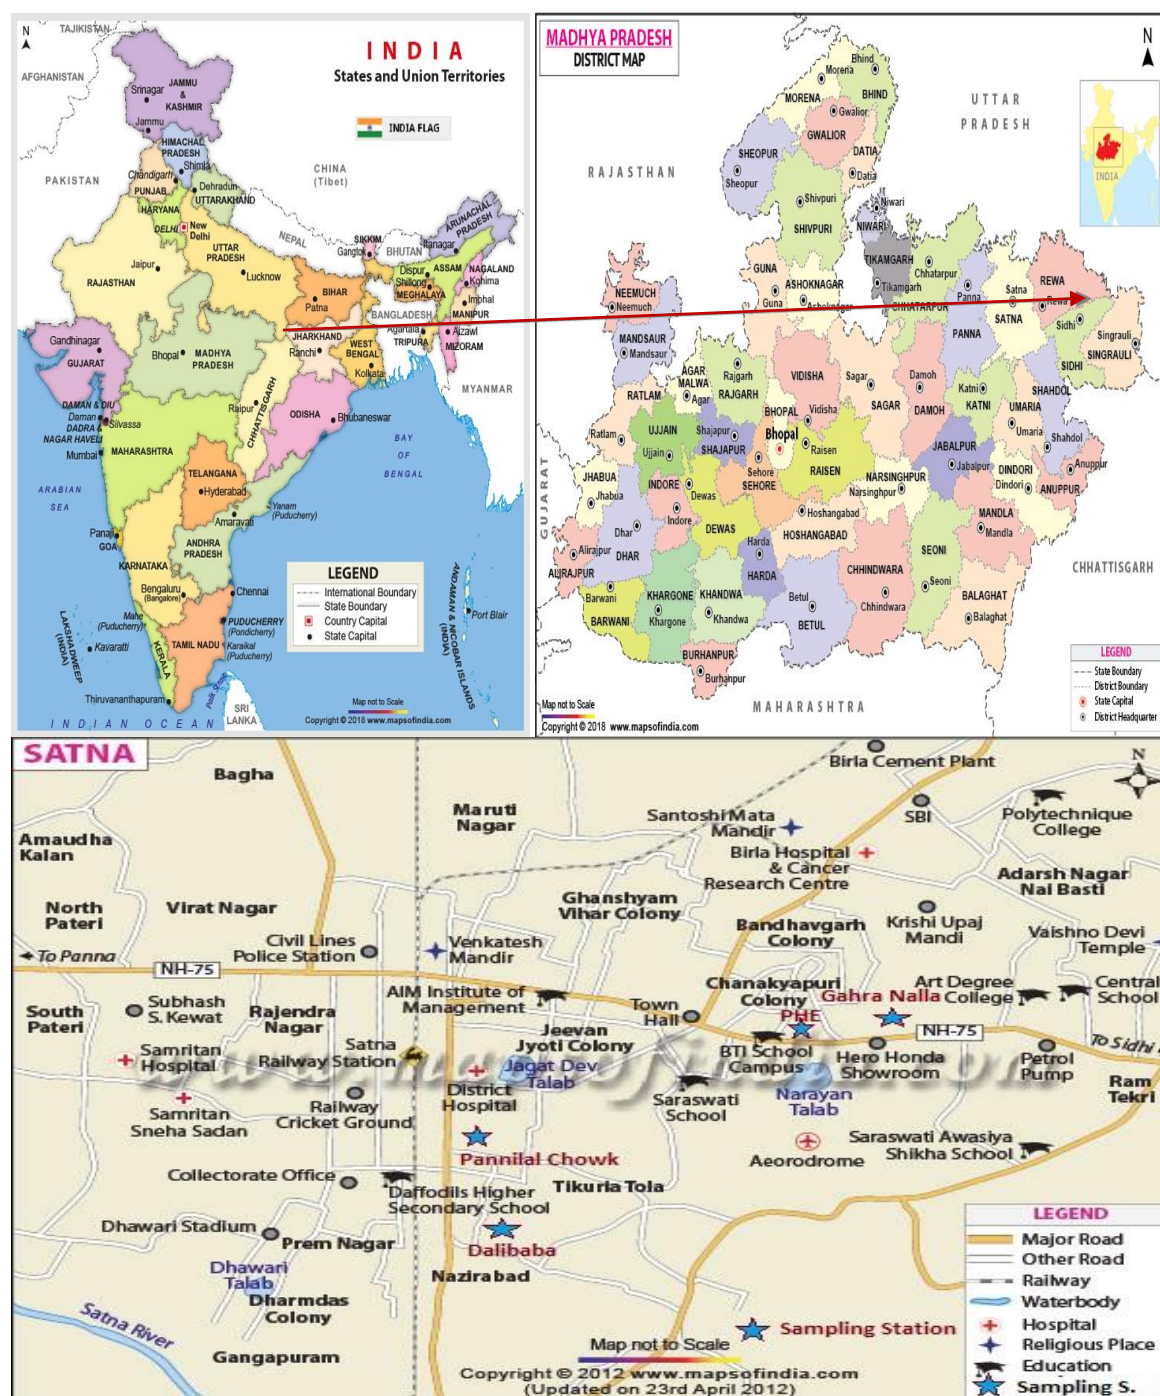 TAJIKISTAN
N
AFGHANISTAN
INDIA
States and Union Territories
INDIA FLAG
JAMMU
&
KASHMIR
Srinagar
Jammu
HIMACHAL
PRADESH
Shimla
Chandigarh
PUNJAB
Dehradun
UTTARAKHAND
PAKISTAN
CHINA
(Tibet)
HARYANA
DELHI
New
Delhi
NEPAL
UTTAR
PRADESH
Jaipur
RAJASTHAN
Lucknow
SIKKIM
Gangtok
BHUTAN
ARUNACHAL
PRADESH
Itanagar
Dispur
ASSAM
NAGALAND
Kohima
Shillong
MEGHALAYA
Imphal
MANIPUR
BIHAR
Patna
BANGLADESH
Agartala
TRIPURA
Aizawl
MIZORAM
Gandhinagar
GUJARAT
Bhopal
MADHYA
PRADESH
JHARKHAND
Ranchi
WEST
BENGAL
Kolkata
MYANMAR
DAMAN & DIU
Daman
DADRA &
NAGAR HAVELI
Silvassa
Mumbai
MAHARASHTRA
Raipur
CHHATTISGARH
ODISHA
Bhubaneswar
ARABIAN
SEA
BAY
OF
BENGAL
TELANGANA
Hyderabad
Yanam
(Puducherry)
Amaravati
ANDHRA
PRADESH
Panaji
GOA
KARNATAKA
Bengaluru
(Bangalore)
Chennai
LEGEND
International Boundary
State Boundary
Country Capital
State Capital
Mahe
(Puducherry)
PUDUCHERRY
(Pondicherry)
Karaikal
(Puducherry)
TAMIL NADU
KERALA
LAKSHADWEEP
(INDIA)
Kavaratti
ANDAMAN & NICOBAR ISLANDS
(INDIA)
Port Blair
Thiruvananthapuram
Palk Strait
SRI
LANKA
INDIAN OCEAN
Map not to Scale
Copyright © 2018 www.mapsofindia.com
MADHYA PRADESH
DISTRICT MAP
N
INDIA
UTTAR
PRADESH
RAJASTHAN
Morena
MORENA
Bhind
BHIND
Gwalior
GWALIOR
DATIA
Datia
SHEOPUR
Sheopur
Shivpuri
SHIVPURI
Niwari
NIWARI
TIKAMGARH
Tikamgarh
Chhatarpur
CHHATARPUR
Panna
PANNA
Satna
SATNA
REWA
Rewa
Sidhi
SIDHI
Singrauli
SINGRAULI
GUNA
Guna
ASHOKNAGAR
Ashoknagar
NEEMUCH
Neemuch
MANDSAUR
Mandsaur
RATLAM
Ratlam
AGAR
MALWA
Agar
Rajgarh
RAJGARH
VIDISHA
Vidisha
Sagar
SAGAR
Damoh
DAMOH
Katni
KATNI
UMARIA
Umaria
SHAHDOL
Shahdol
UJJAIN
Ujjain
Shajapur
SHAJAPUR
BHOPAL
Bhopal
Raisen
RAISEN
Sehore
SEHORE
JABALPUR
Jabalpur
NARSINGHPUR
Narsinghpur
DINDORI
Dindori
Anuppur
ANUPPUR
JHABUA
Jhabua
INDORE
Indore
Dewas
DEWAS
Hoshangabad
HOSHANGABAD
MANDLA
Mandla
GUJARAT
Dhar
DHAR
Alirajpur
ALIRAJPUR
Harda
HARDA
CHHINDWARA
Chhindwara
SEONI
Seoni
BALAGHAT
Balaghat
CHHATTISGARH
Barwani
BARWANI
KHARGONE
Khargone
KHANDWA
Khandwa
Betul
BETUL
BURHANPUR
Burhanpur
MAHARASHTRA
LEGEND
State Boundary
District Boundary
State Capital
District Headquarter
Map not to Scale
Copyright © 2018 www.mapsofindia.com
SATNA
Bagha
Birla Cement Plant
N
Maruti
Nagar
Santoshi Mata
Mandir
SBI
Polytechnique
College
Amaudha
Kalan
Birla Hospital
& Cancer
Research Centre
Adarsh Nagar
Nai Basti
North
Pateri
Virat Nagar
Ghanshyam
Vihar Colony
Bandhavgarh
Colony
Krishi Upaj
Mandi
Vaishno Devi
Temple
To Panna
NH-75
Civil Lines
Police Station
Venkatesh
Mandir
AIM Institute of
Management
Town
Hall
Chanakyapuri
Colony
PHE
Gahra Nalla
Art Degree
College
Central
School
South
Pateri
Subhash
S. Kewat
Rajendra
Nagar
Jeevan
Jyoti Colony
NH-75
To Sidhi
Samritan
Hospital
Satna
Railway Station
Jagat Dev
Talab
District
Hospital
BTI School
Campus
Hero Honda
Showroom
Petrol
Pump
Ram
Tekri
www.mapsofindia.com
Samritan
Sneha Sadan
Railway
Cricket Ground
Saraswati
School
Narayan
Talab
Pannilal Chowk
Aeorodrome
Saraswati Awasiya
Shikha School
Collectorate Office
Daffodils Higher
Secondary School
Tikuria Tola
Dhawari Stadium
Prem Nagar
Dalibaba
Dhawari
Talab
Nazirabad
Dharmdas
Colony
Satna River
Gangapuram
Sampling Station
Map not to Scale
Copyright © 2012 mapsofindia.com
(Updated on 23rd April 2012)
LEGEND
Major Road
Other Road
Railway
Waterbody
Hospital
Religious Place
Education
Sampling S.